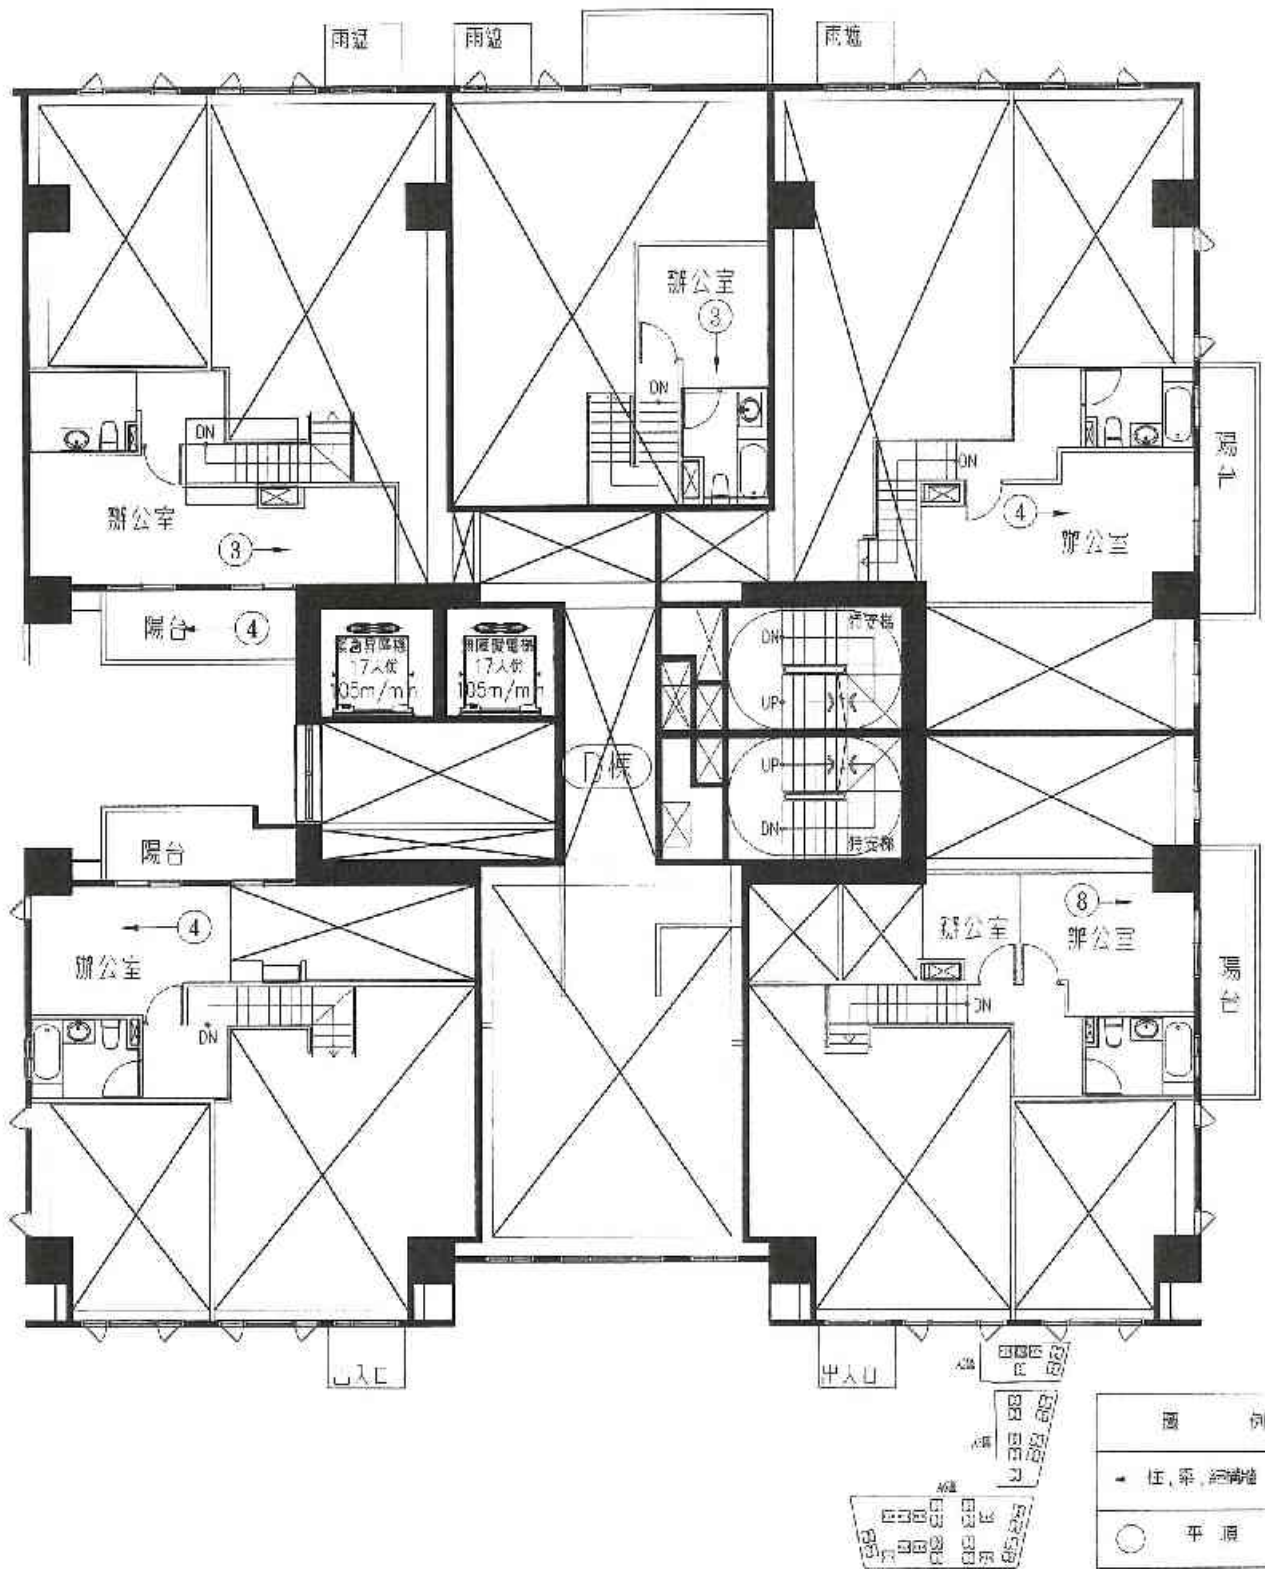 雨遮
雨遮
雨遮
辦公室
③
DN
DN
辦公室
③
DN
④
辦公室
陽台
陽台
④
緊急昇降機
17人份
105m/min
無障礙電梯
17人份
105m/min
DN
特安梯
UP
UP
DN
特安梯
陽台
④
辦公室
DN
辦公室
⑧
辦公室
DN
陽台
出入口
出入口
圖 例
柱,梁,結構牆
平頂